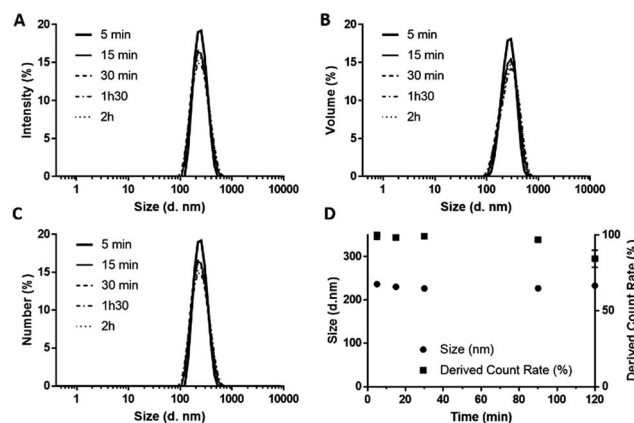 A
20
15
10
5
0
Intensity (%)
5 min
15 min
30 min
1h30
2h
1 10 100 1000 10000
Size (d. nm)
B
20
15
10
5
0
Volume (%)
5 min
15 min
30 min
1h30
2h
1 10 100 1000 10000
Size (d. nm)
C
20
15
10
5
0
Number (%)
5 min
15 min
30 min
1h30
2h
1 10 100 1000 10000
Size (d. nm)
D
300
200
100
0
Size (d.nm)
Size (nm)
Derived Count Rate (%)
100
50
0
Derived Count Rate (%)
0 20 40 60 80 100 120
Time (min)